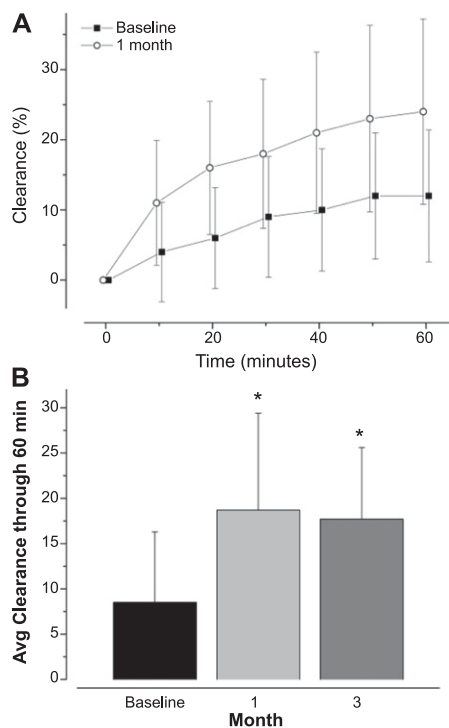 A
Baseline
1 month
30
20
10
0
Clearance (%)
0 20 40 60
Time (minutes)
B
* *
30
25
20
15
10
5
0
Avg Clearance through 60 min
Baseline 1 3
Month